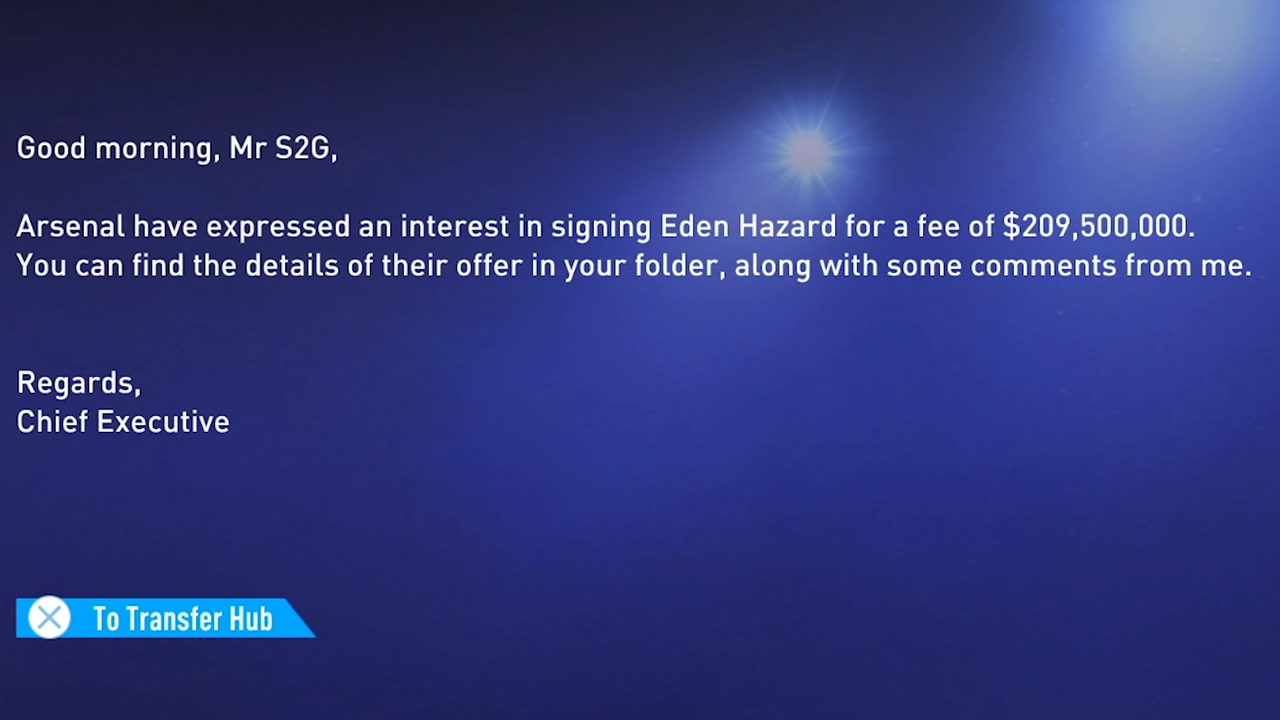 Good morning, Mr S2G,
Arsenal have expressed an interest in signing Eden Hazard for a fee of $209,500,000.
You can find the details of their offer in your folder, along with some comments from me.
Regards,
Chief Executive
To Transfer Hub